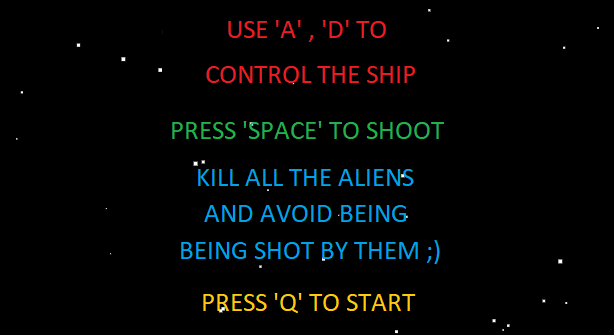 USE 'A' , 'D' TO
CONTROL THE SHIP
PRESS 'SPACE' TO SHOOT
KILL ALL THE ALIENS
AND AVOID BEING
BEING SHOT BY THEM ;)
PRESS 'Q' TO START